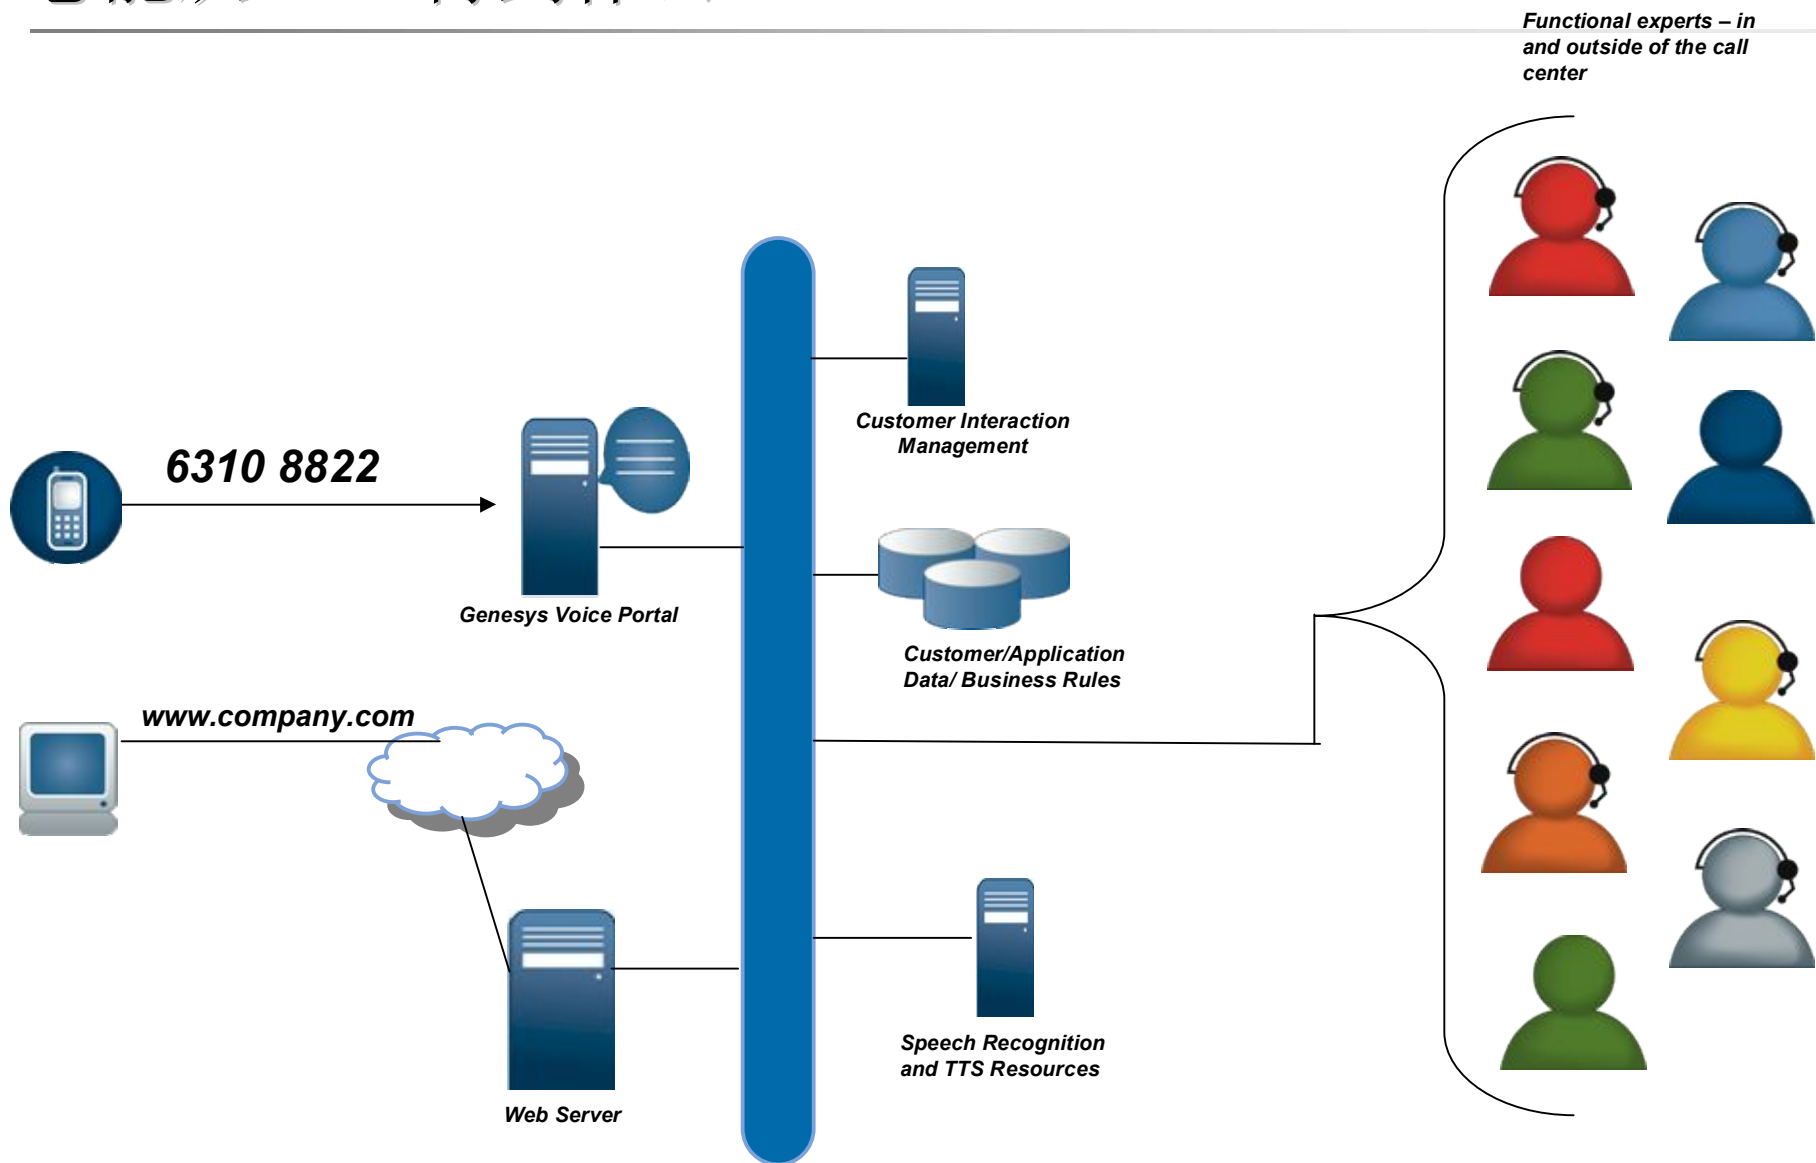 Functional experts – in
and outside of the call
center
6310 8822
Customer Interaction
Management
Genesys Voice Portal
Customer/Application
Data/ Business Rules
www.company.com
Speech Recognition
and TTS Resources
Web Server